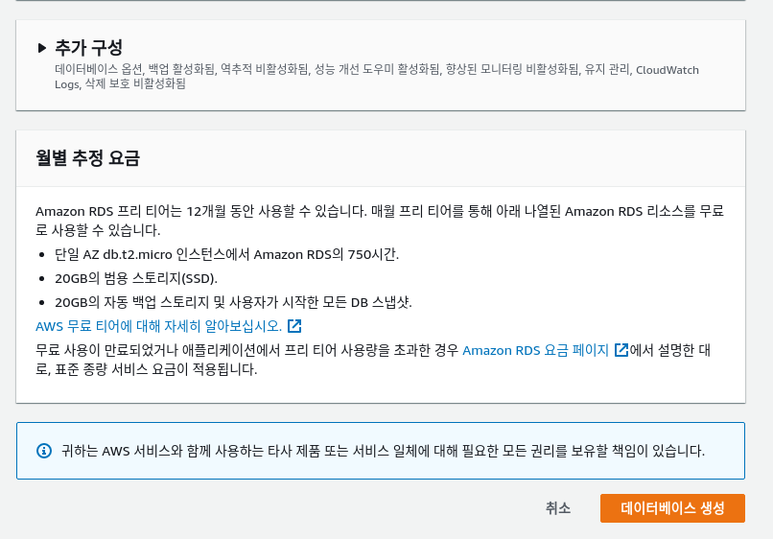 추가 구성
데이터베이스 옵션, 백업 활성화됨, 역추적 비활성화됨, 성능 개선 도우미 활성화됨, 향상된 모니터링 비활성화됨, 유지 관리, CloudWatch
Logs, 삭제 보호 비활성화됨
월별 추정 요금
Amazon RDS 프리 티어는 12개월 동안 사용할 수 있습니다. 매월 프리 티어를 통해 아래 나열된 Amazon RDS 리소스를 무료
로 사용할 수 있습니다.
• 단일 AZ db.t2.micro 인스턴스에서 Amazon RDS의 750시간.
• 20GB의 범용 스토리지(SSD).
• 20GB의 자동 백업 스토리지 및 사용자가 시작한 모든 DB 스냅샷.
AWS 무료 티어에 대해 자세히 알아보십시오.
무료 사용이 만료되었거나 애플리케이션에서 프리 티어 사용량을 초과한 경우 Amazon RDS 요금 페이지 에서 설명한 대
로, 표준 종량 서비스 요금이 적용됩니다.
귀하는 AWS 서비스와 함께 사용하는 타사 제품 또는 서비스 일체에 대해 필요한 모든 권리를 보유할 책임이 있습니다.
취소 데이터베이스 생성